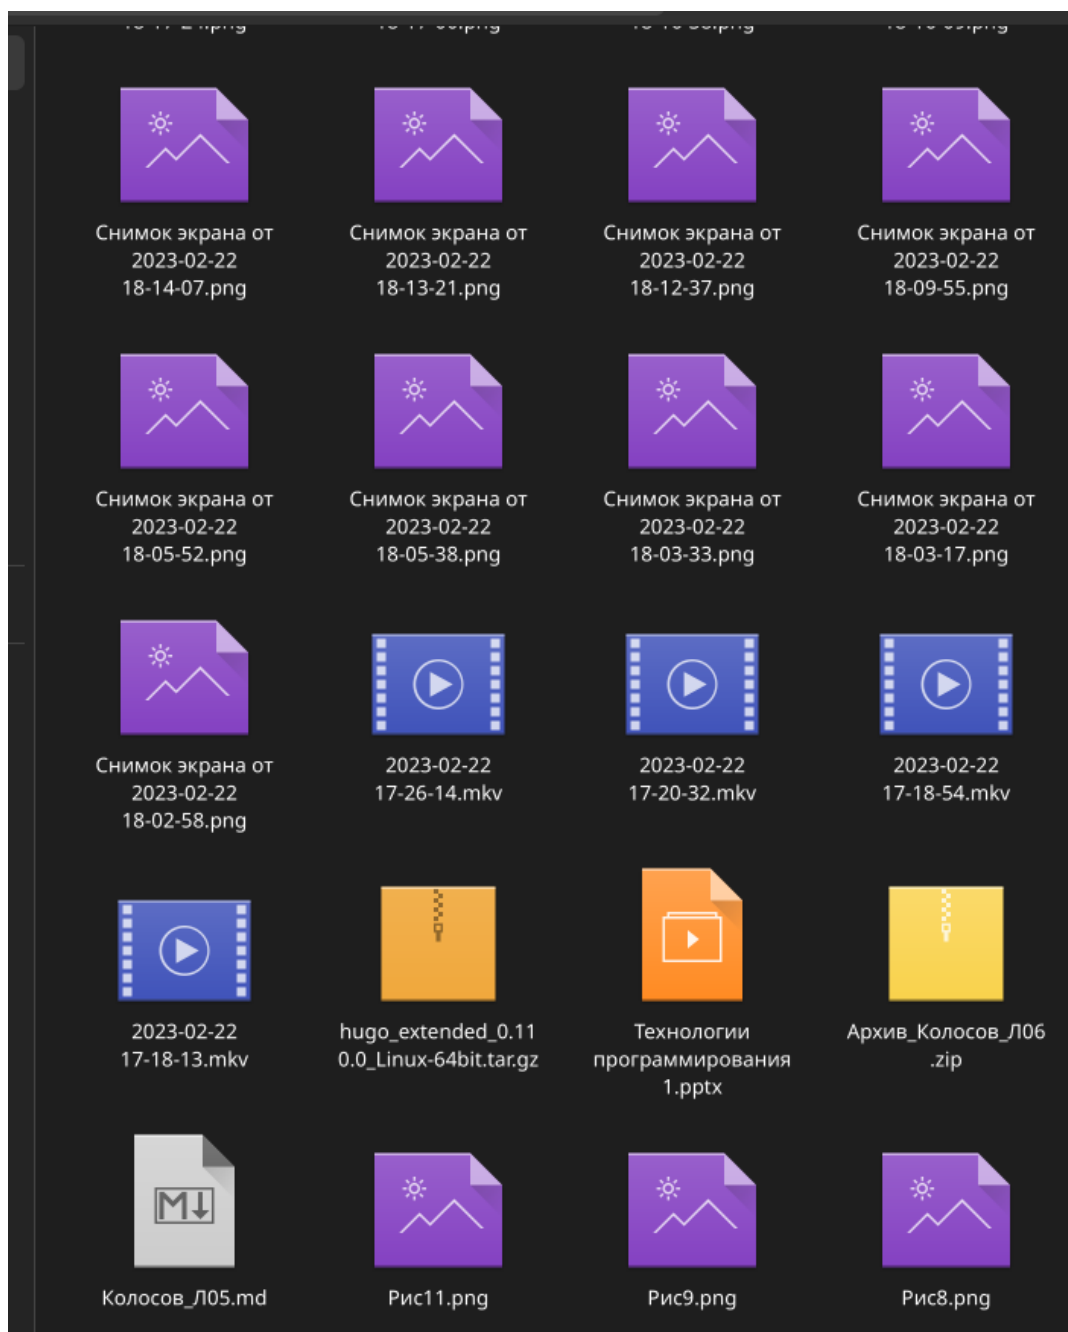 Снимок экрана от
2023-02-22
18-14-07.png
Снимок экрана от
2023-02-22
18-13-21.png
Снимок экрана от
2023-02-22
18-12-37.png
Снимок экрана от
2023-02-22
18-09-55.png
Снимок экрана от
2023-02-22
18-05-52.png
Снимок экрана от
2023-02-22
18-05-38.png
Снимок экрана от
2023-02-22
18-03-33.png
Снимок экрана от
2023-02-22
18-03-17.png
Снимок экрана от
2023-02-22
18-02-58.png
2023-02-22
17-26-14.mkv
2023-02-22
17-20-32.mkv
2023-02-22
17-18-54.mkv
2023-02-22
17-18-13.mkv
hugo_extended_0.11
0.0_Linux-64bit.tar.gz
Технологии
программирования
1.pptx
Архив_Колосов_Л06
.zip
M
Колосов_Л05.md
Рис11.png
Рис9.png
Рис8.png